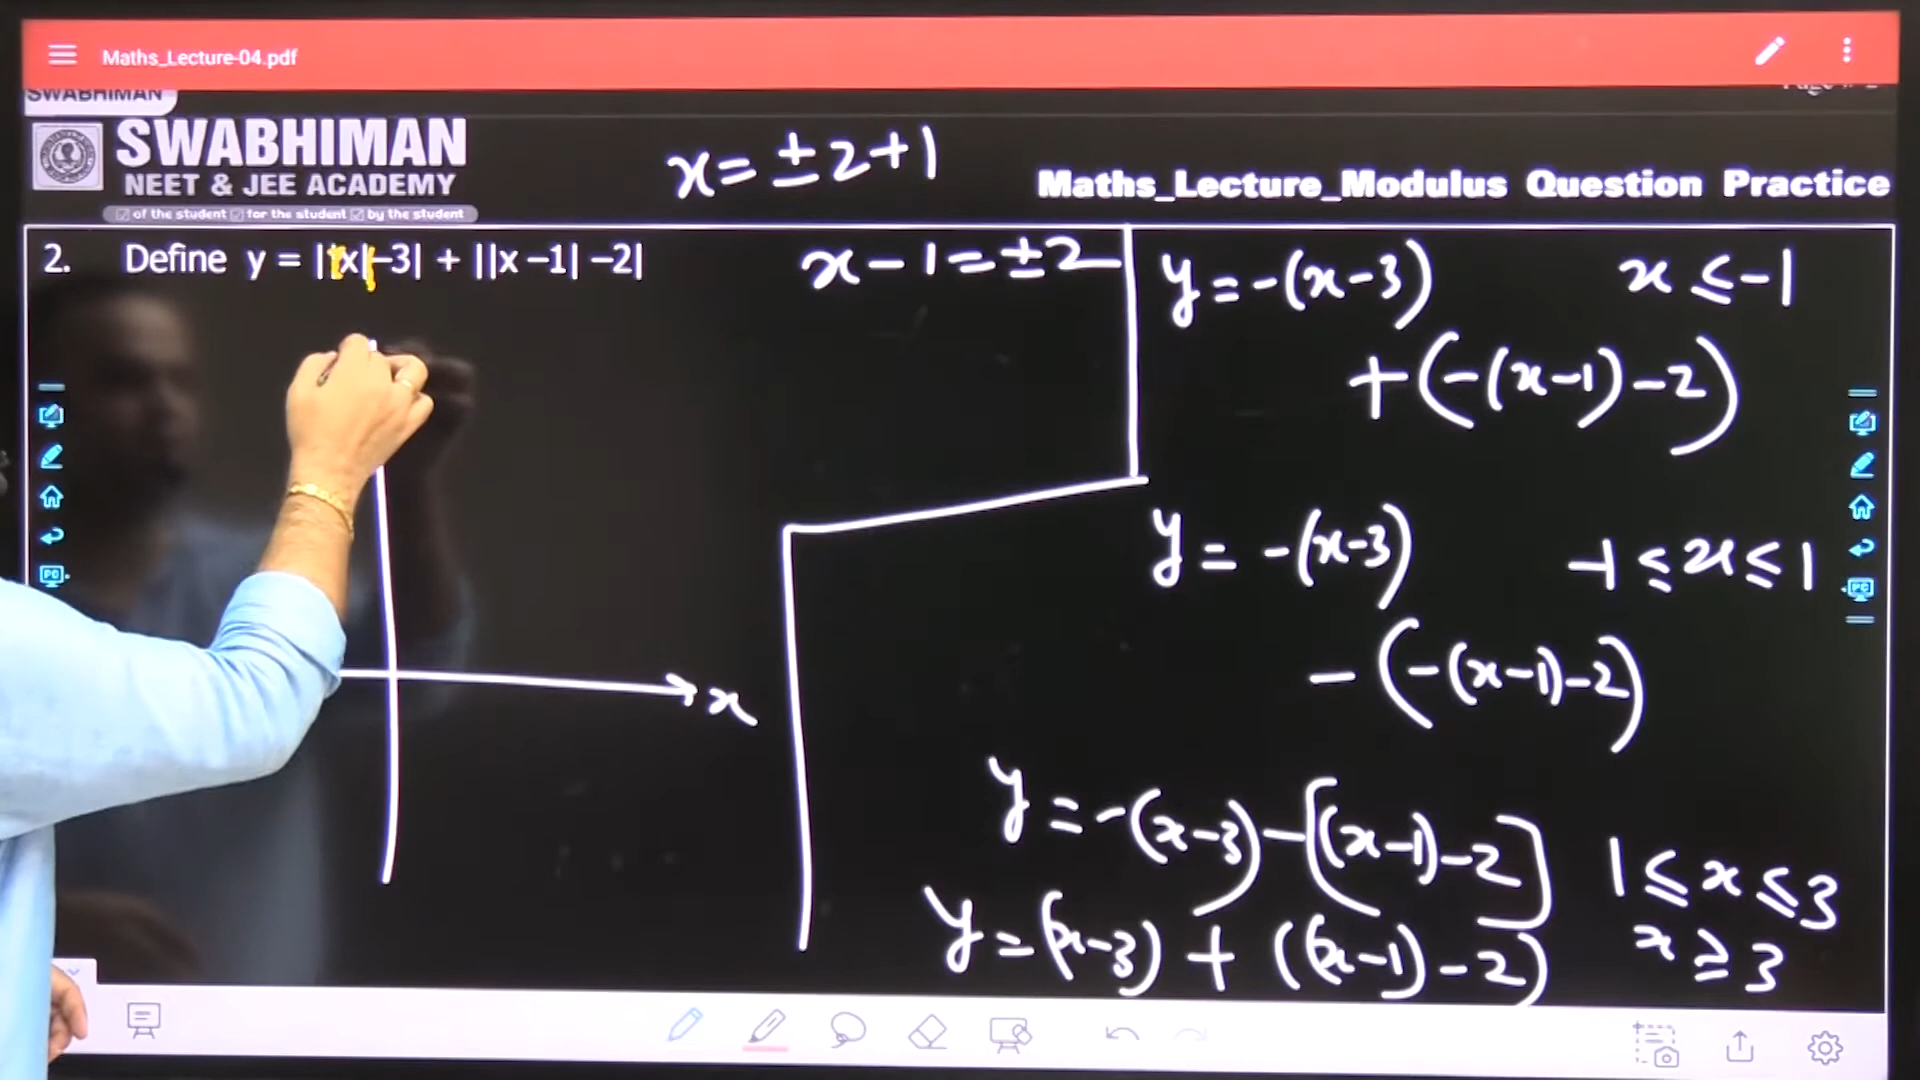 Maths_Lecture-04.pdf
SWABHIMAN
SWABHIMAN
NEET & JEE ACADEMY
of the student for the student by the student
x = ±2+1
Maths_Lecture_Modulus Question Practice
2. Define y = ||x|-3| + ||x-1|-2|
x-1 = ±2
y = -(x-3) x ≤ -1
+(-(x-1)-2)
y = -(x-3) -1 ≤ x ≤ 1
-(-(x-1)-2)
x
y = -(x-3)-[(x-1)-2] 1 ≤ x ≤ 3
y = (x-3) + ((x-1)-2) x ≥ 3
PC
PC